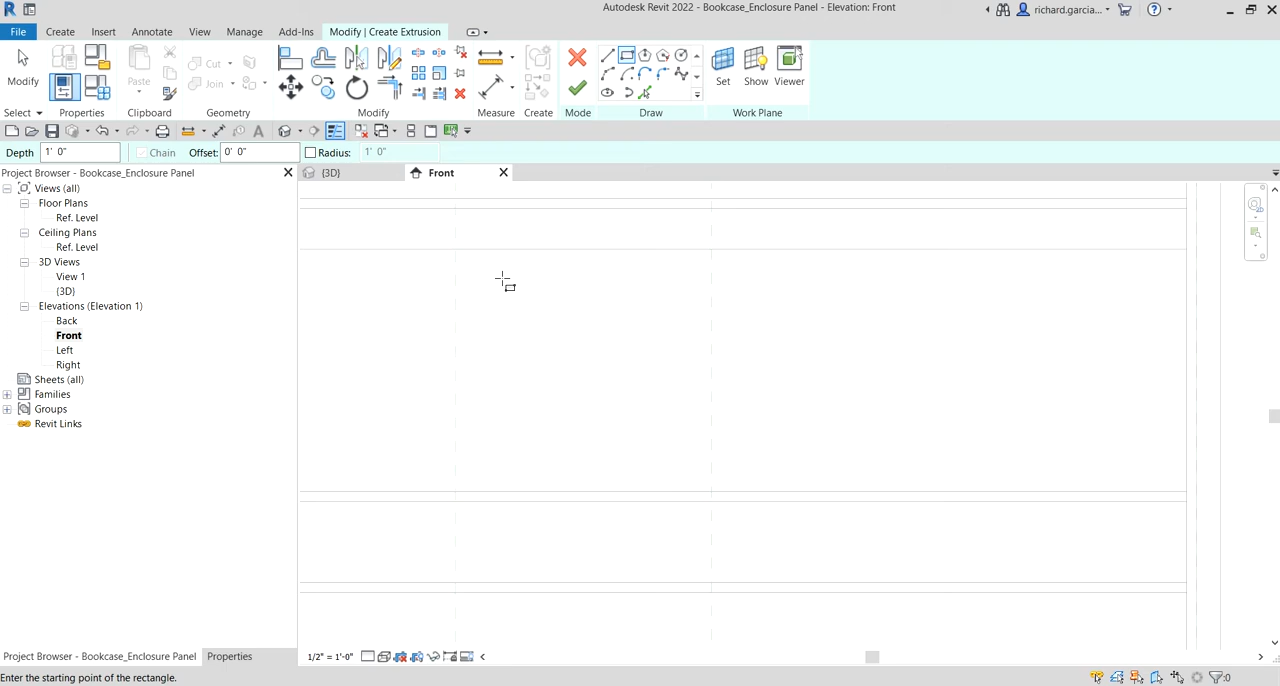 Autodesk Revit 2022 - Bookcase_Enclosure Panel - Elevation: Front
richard.garcia...
File Create Insert Annotate View Manage Add-Ins Modify | Create Extrusion
Modify Paste Cut Join Set Show Viewer
Select Properties Clipboard Geometry Modify Measure Create Mode Draw Work Plane
Depth 1' 0" Chain Offset: 0' 0" Radius: 1' 0"
Project Browser - Bookcase_Enclosure Panel {3D} Front
Views (all)
Floor Plans
Ref. Level
Ceiling Plans
Ref. Level
3D Views
View 1
{3D}
Elevations (Elevation 1)
Back
Front
Left
Right
Sheets (all)
Families
Groups
Revit Links
Project Browser - Bookcase_Enclosure Panel Properties 1/2" = 1'-0"
Enter the starting point of the rectangle. :0